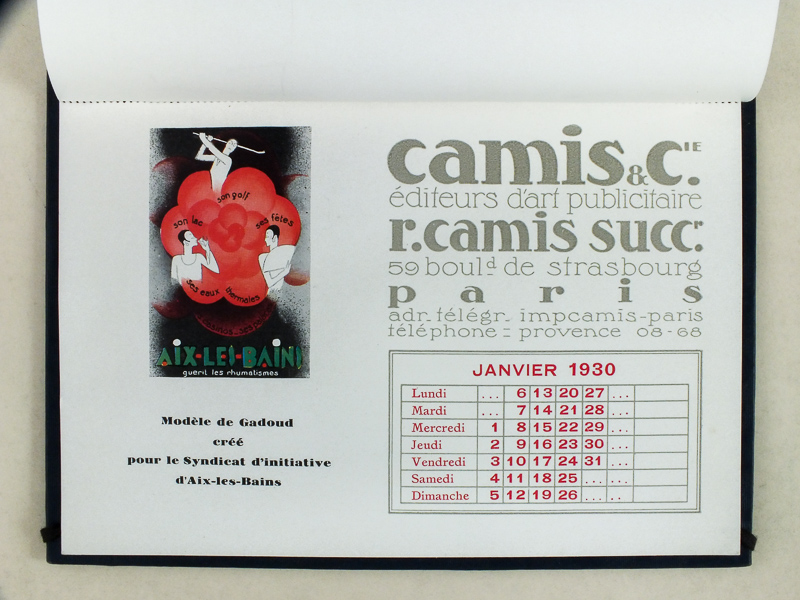 son golf
son lac
ses fêtes
ses eaux thermales
AIX-LES-BAINS
guérit les rhumatismes
Modèle de Gadoud
créé
pour le Syndicat d'initiative
d'Aix-les-Bains
camis & c.IE
éditeurs d'art publicitaire
r. camis succr.
59 bould de strasbourg
paris
adr. télégr. impcamis-paris
téléphone = provence 08-68
JANVIER 1930
Lundi ... 6 13 20 27 ...
Mardi ... 7 14 21 28 ...
Mercredi 1 8 15 22 29 ...
Jeudi 2 9 16 23 30 ...
Vendredi 3 10 17 24 31 ...
Samedi 4 11 18 25 ... ...
Dimanche 5 12 19 26 ... ..